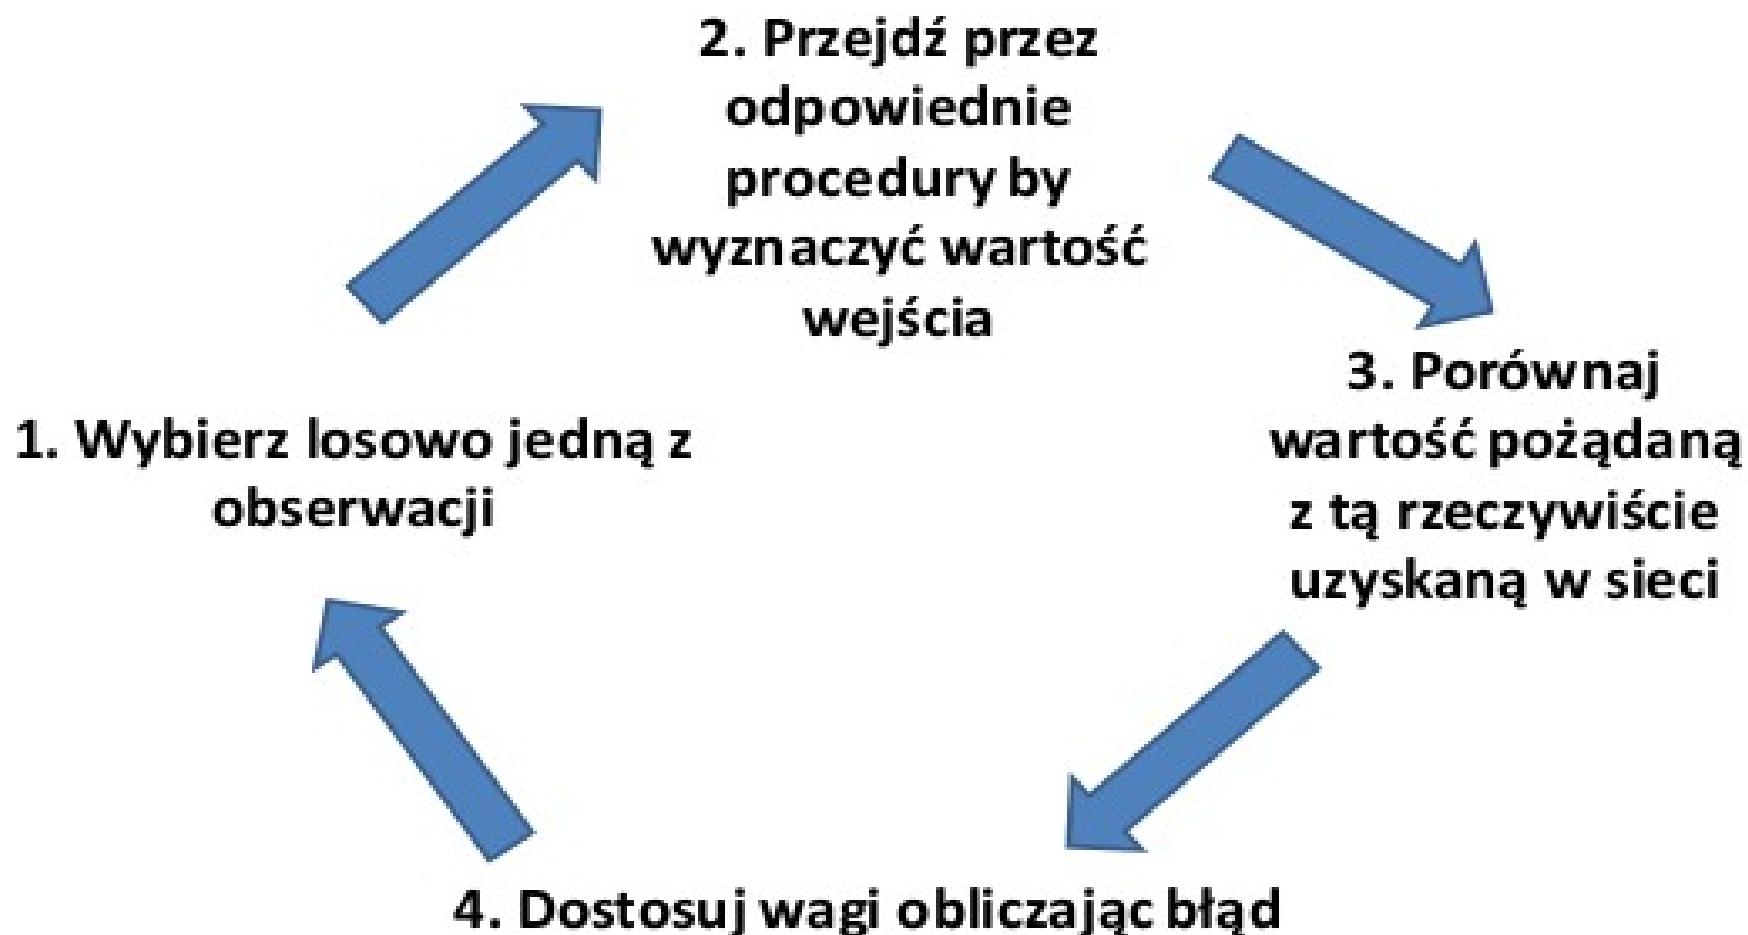 2. Przejdź przez
odpowiednie
procedury by
wyznaczyć wartość
wejścia
3. Porównaj
wartość pożądaną
z tą rzeczywiście
uzyskaną w sieci
1. Wybierz losowo jedną z
obserwacji
4. Dostosuj wagi obliczając błąd